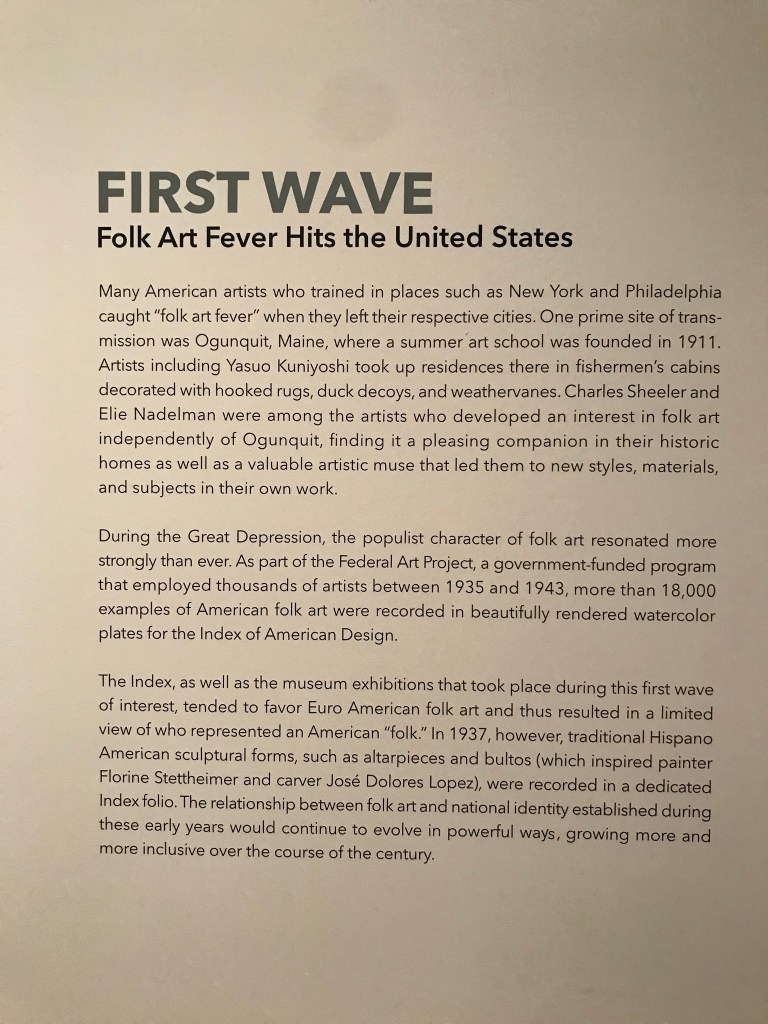 FIRST WAVE
Folk Art Fever Hits the United States
Many American artists who trained in places such as New York and Philadelphia
caught “folk art fever” when they left their respective cities. One prime site of trans-
mission was Ogunquit, Maine, where a summer art school was founded in 1911.
Artists including Yasuo Kuniyoshi took up residences there in fishermen’s cabins
decorated with hooked rugs, duck decoys, and weathervanes. Charles Sheeler and
Elie Nadelman were among the artists who developed an interest in folk art
independently of Ogunquit, finding it a pleasing companion in their historic
homes as well as a valuable artistic muse that led them to new styles, materials,
and subjects in their own work.
During the Great Depression, the populist character of folk art resonated more
strongly than ever. As part of the Federal Art Project, a government-funded program
that employed thousands of artists between 1935 and 1943, more than 18,000
examples of American folk art were recorded in beautifully rendered watercolor
plates for the Index of American Design.
The Index, as well as the museum exhibitions that took place during this first wave
of interest, tended to favor Euro American folk art and thus resulted in a limited
view of who represented an American “folk.” In 1937, however, traditional Hispano
American sculptural forms, such as altarpieces and bultos (which inspired painter
Florine Stettheimer and carver José Dolores Lopez), were recorded in a dedicated
Index folio. The relationship between folk art and national identity established during
these early years would continue to evolve in powerful ways, growing more and
more inclusive over the course of the century.